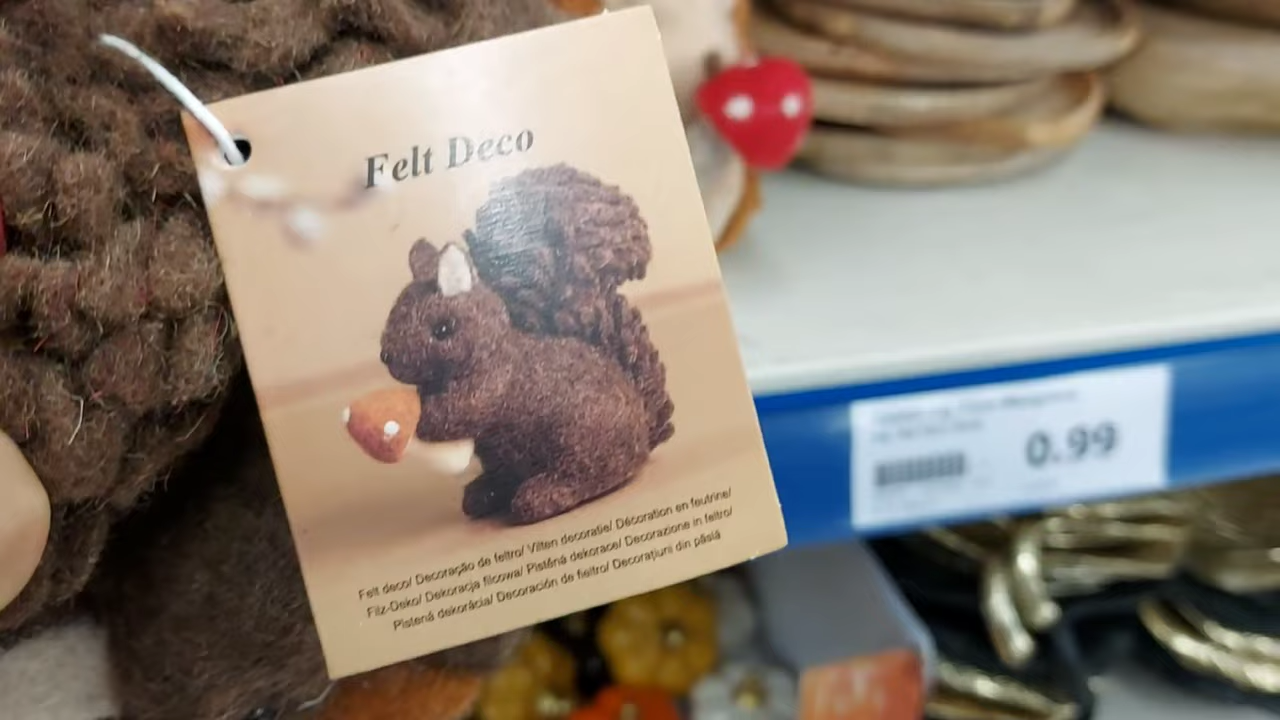 Felt Deco
Felt deco/ Decoração de feltro/ Vilten decoratie/ Décoration en feutrine/
Filz-Deko/ Dekoracja filcowa/ Plstěná dekorace/ Decorazione in feltro/
Plstená dekorácia/ Decoración de fieltro/ Decorațiuni din pâslă
0.99